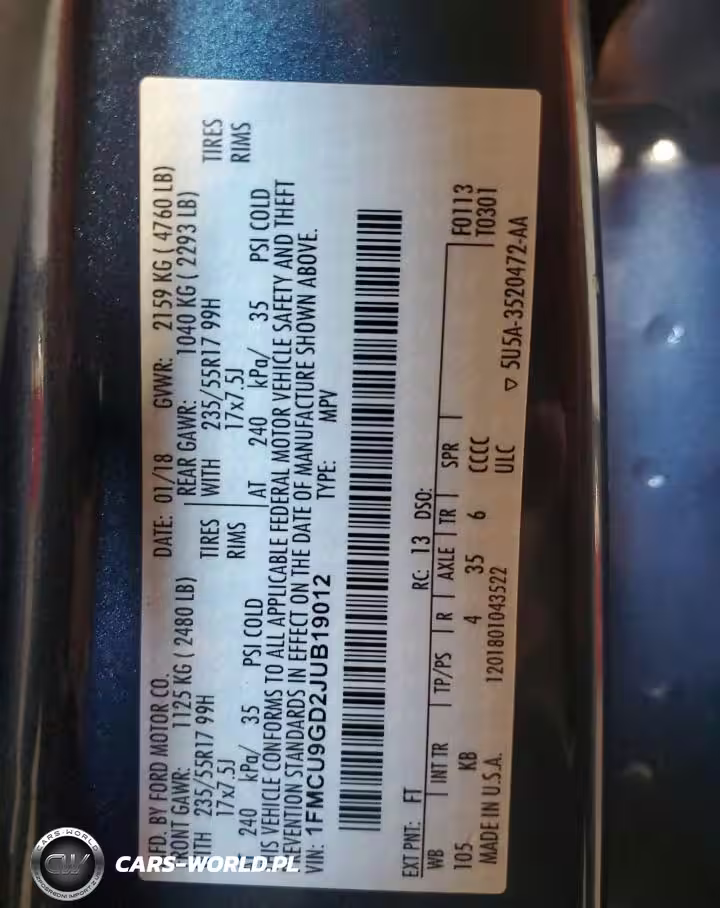 MFD. BY FORD MOTOR CO.
DATE: 01/18 GVWR: 2159 KG ( 4760 LB)
FRONT GAWR: 1125 KG ( 2480 LB) REAR GAWR: 1040 KG ( 2293 LB)
WITH 235/55R17 99H TIRES WITH 235/55R17 99H TIRES
17x7.5J RIMS 17x7.5J RIMS
240 kPa/ 35 PSI COLD AT 240 kPa/ 35 PSI COLD
THIS VEHICLE CONFORMS TO ALL APPLICABLE FEDERAL MOTOR VEHICLE SAFETY AND THEFT
PREVENTION STANDARDS IN EFFECT ON THE DATE OF MANUFACTURE SHOWN ABOVE.
VIN: 1FMCU9GD2JUB19012 TYPE: MPV
EXT PNT: FT RC: 13 DSO: F0113
WB INT TR TP/PS R AXLE TR SPR T0301
105 KB 4 35 6 CCCC
MADE IN U.S.A. 1201801043522 ULC ▽ 5U5A-3520472-AA
CARS-WORLD
CW
CARS-WORLD.PL